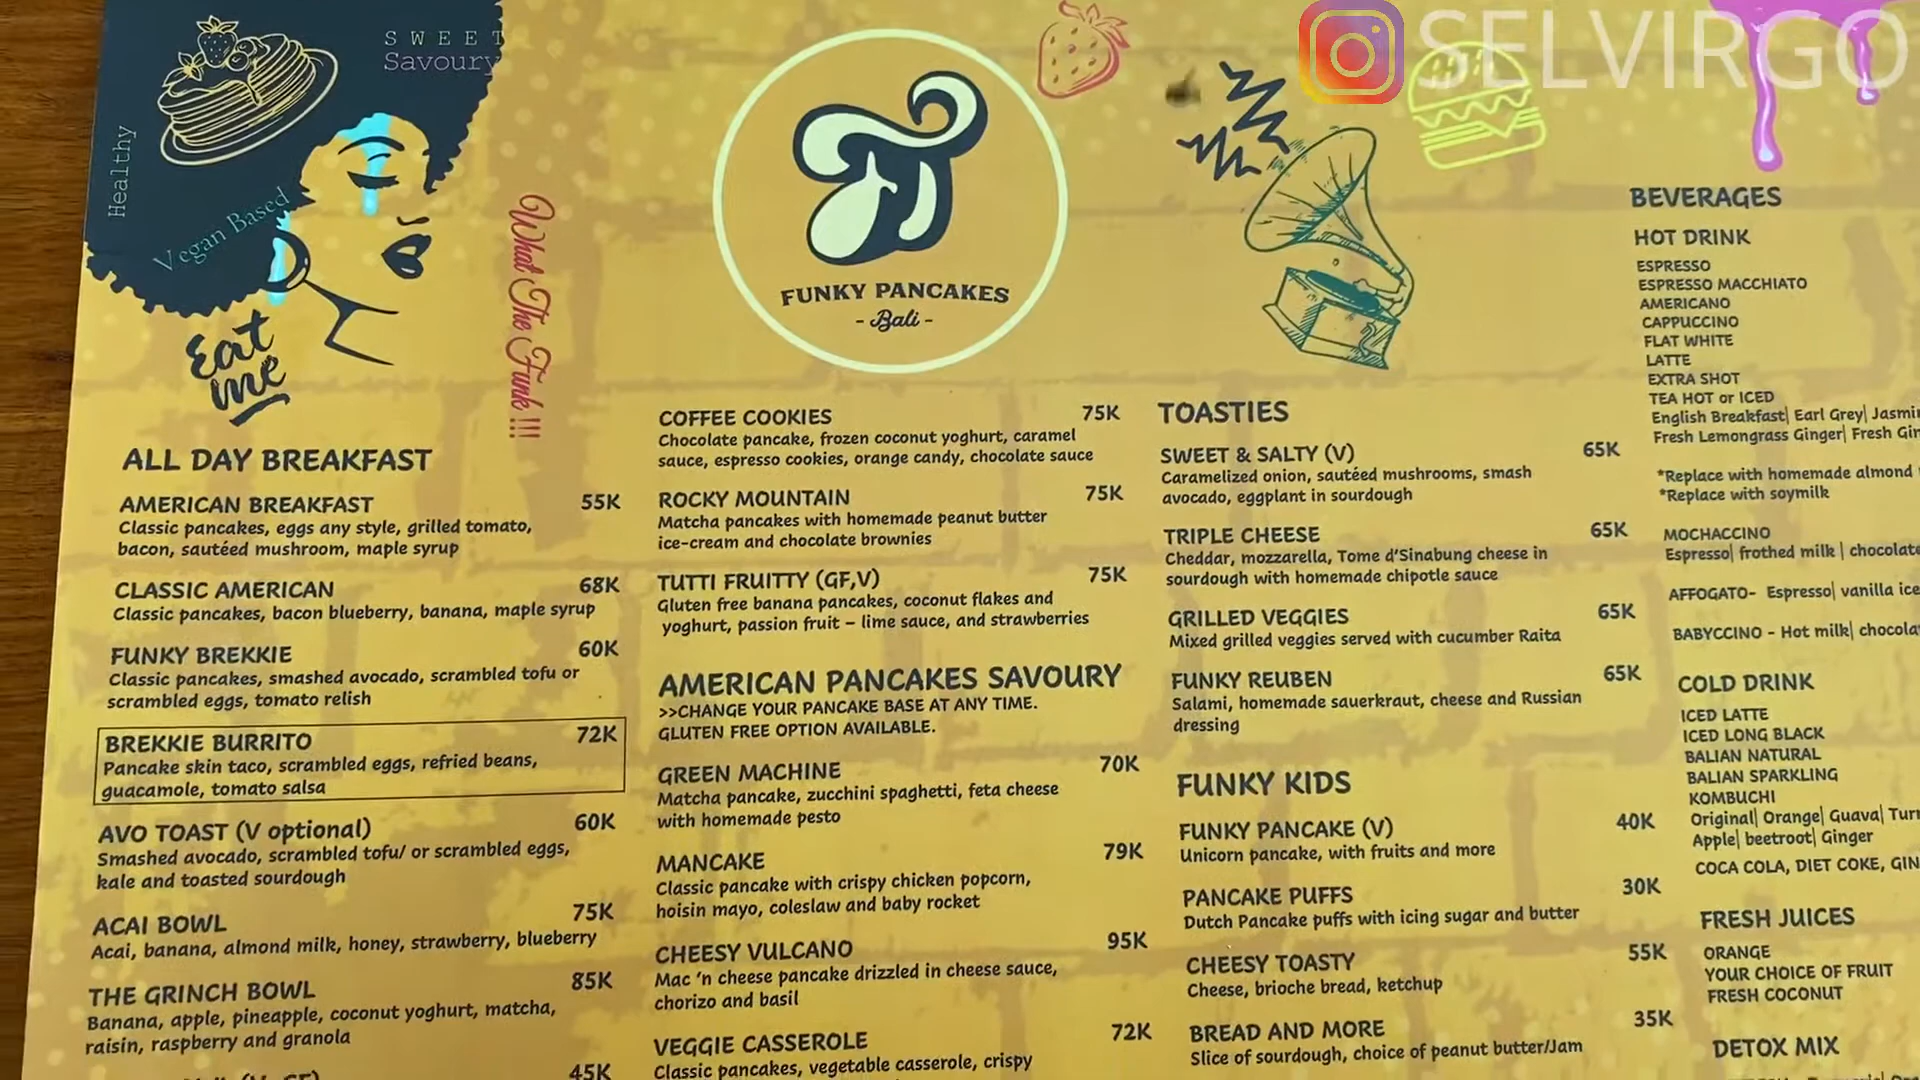 SELVIRGO
SWEET
Savoury
Healthy
Vegan Based
Eat
me
What The Funk !!!
FUNKY PANCAKES
- Bali -
ALL DAY BREAKFAST
AMERICAN BREAKFAST 55K
Classic pancakes, eggs any style, grilled tomato,
bacon, sautéed mushroom, maple syrup
CLASSIC AMERICAN 68K
Classic pancakes, bacon blueberry, banana, maple syrup
FUNKY BREKKIE 60K
Classic pancakes, smashed avocado, scrambled tofu or
scrambled eggs, tomato relish
BREKKIE BURRITO 72K
Pancake skin taco, scrambled eggs, refried beans,
guacamole, tomato salsa
AVO TOAST (V optional) 60K
Smashed avocado, scrambled tofu/ or scrambled eggs,
kale and toasted sourdough
ACAI BOWL 75K
Acai, banana, almond milk, honey, strawberry, blueberry
THE GRINCH BOWL 85K
Banana, apple, pineapple, coconut yoghurt, matcha,
raisin, raspberry and granola
45K
COFFEE COOKIES 75K
Chocolate pancake, frozen coconut yoghurt, caramel
sauce, espresso cookies, orange candy, chocolate sauce
ROCKY MOUNTAIN 75K
Matcha pancakes with homemade peanut butter
ice-cream and chocolate brownies
TUTTI FRUITTY (GF,V) 75K
Gluten free banana pancakes, coconut flakes and
yoghurt, passion fruit – lime sauce, and strawberries
AMERICAN PANCAKES SAVOURY
>>CHANGE YOUR PANCAKE BASE AT ANY TIME.
GLUTEN FREE OPTION AVAILABLE.
GREEN MACHINE 70K
Matcha pancake, zucchini spaghetti, feta cheese
with homemade pesto
MANCAKE 79K
Classic pancake with crispy chicken popcorn,
hoisin mayo, coleslaw and baby rocket
CHEESY VULCANO 95K
Mac 'n cheese pancake drizzled in cheese sauce,
chorizo and basil
VEGGIE CASSEROLE 72K
Classic pancakes, vegetable casserole, crispy
TOASTIES
SWEET & SALTY (V) 65K
Caramelized onion, sautéed mushrooms, smash
avocado, eggplant in sourdough
TRIPLE CHEESE 65K
Cheddar, mozzarella, Tome d'Sinabung cheese in
sourdough with homemade chipotle sauce
GRILLED VEGGIES 65K
Mixed grilled veggies served with cucumber Raita
FUNKY REUBEN 65K
Salami, homemade sauerkraut, cheese and Russian
dressing
FUNKY KIDS
FUNKY PANCAKE (V) 40K
Unicorn pancake, with fruits and more
PANCAKE PUFFS 30K
Dutch Pancake puffs with icing sugar and butter
CHEESY TOASTY 55K
Cheese, brioche bread, ketchup
BREAD AND MORE 35K
Slice of sourdough, choice of peanut butter/Jam
BEVERAGES
HOT DRINK
ESPRESSO
ESPRESSO MACCHIATO
AMERICANO
CAPPUCCINO
FLAT WHITE
LATTE
EXTRA SHOT
TEA HOT or ICED
English Breakfast| Earl Grey|
Fresh Lemongrass Ginger| Fresh
*Replace with homemade almond
*Replace with soymilk
MOCHACCINO
Espresso| frothed milk | chocolate
AFFOGATO- Espresso| vanilla ice
BABYCCINO - Hot milk|
COLD DRINK
ICED LATTE
ICED LONG BLACK
BALIAN NATURAL
BALIAN SPARKLING
KOMBUCHI
Original| Orange| Guava|
Apple| beetroot| Ginger
COCA COLA, DIET COKE,
FRESH JUICES
ORANGE
YOUR CHOICE OF FRUIT
FRESH COCONUT
DETOX MIX